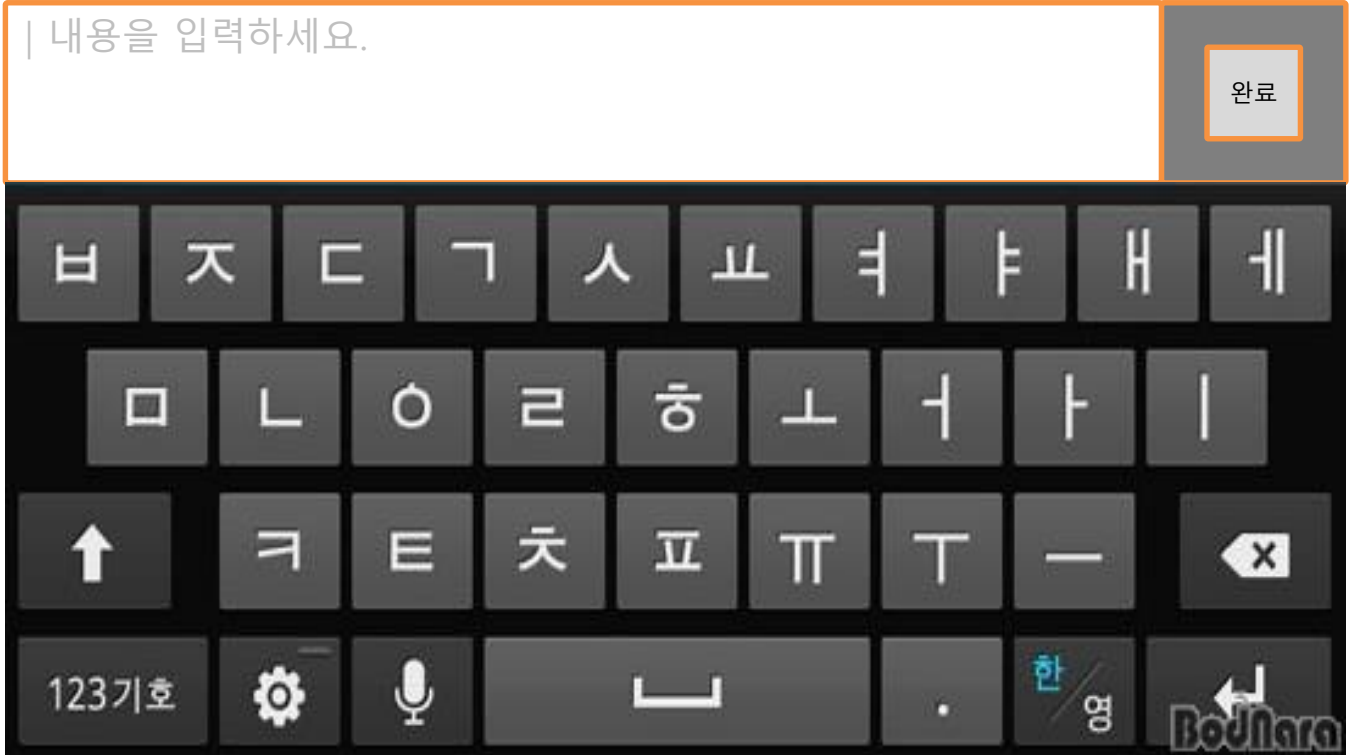 | 내용을 입력하세요.
완료
ㅂ ㅈ ㄷ ㄱ ㅅ ㅛ ㅕ ㅑ ㅐ ㅔ
ㅁ ㄴ ㅇ ㄹ ㅎ ㅗ ㅓ ㅏ ㅣ
ㅋ ㅌ ㅊ ㅍ ㅠ ㅜ ㅡ
123기호 . 한/영
BodNara